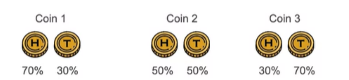 Coin 1 Coin 2 Coin 3
H T H T H T
70% 30% 50% 50% 30% 70%